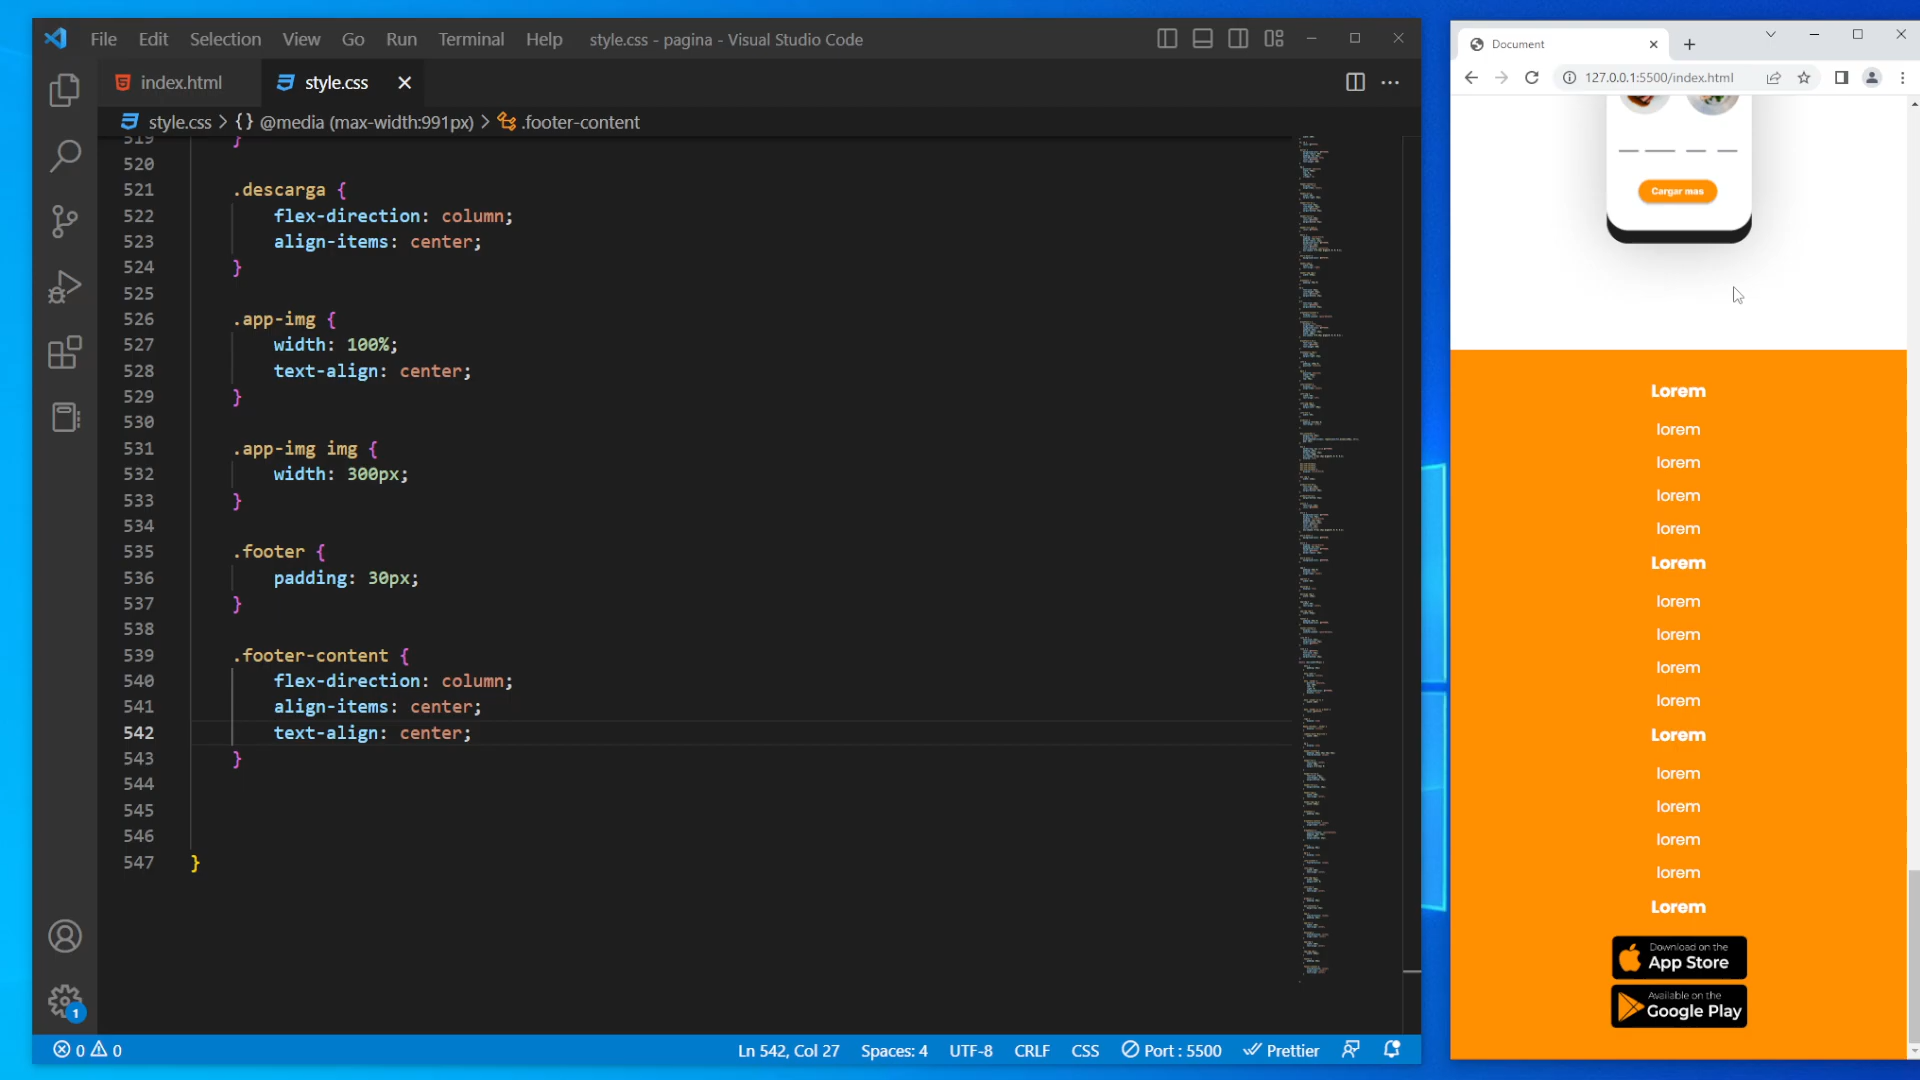 File Edit Selection View Go Run Terminal Help style.css - pagina - Visual Studio Code
index.html style.css
style.css > {} @media (max-width:991px) > .footer-content
519 }
520
521 .descarga {
522 flex-direction: column;
523 align-items: center;
524 }
525
526 .app-img {
527 width: 100%;
528 text-align: center;
529 }
530
531 .app-img img {
532 width: 300px;
533 }
534
535 .footer {
536 padding: 30px;
537 }
538
539 .footer-content {
540 flex-direction: column;
541 align-items: center;
542 text-align: center;
543 }
544
545
546
547 }
1
0 0
Ln 542, Col 27 Spaces: 4 UTF-8 CRLF CSS Port : 5500 Prettier
Document
127.0.0.1:5500/index.html
Cargar mas
Lorem
lorem
lorem
lorem
lorem
Lorem
lorem
lorem
lorem
lorem
Lorem
lorem
lorem
lorem
lorem
Lorem
Download on the
App Store
Available on the
Google Play